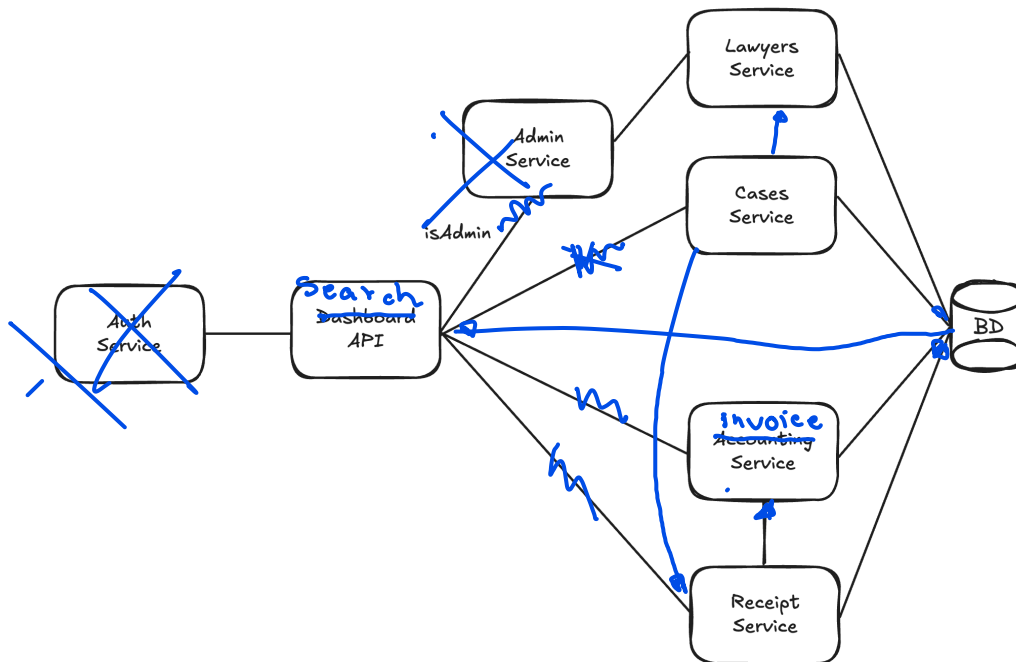 Lawyers
Service
Admin
Service
Cases
Service
isAdmin
Search
Dashboard
API
Auth
Service
BD
invoice
Accounting
Service
Receipt
Service